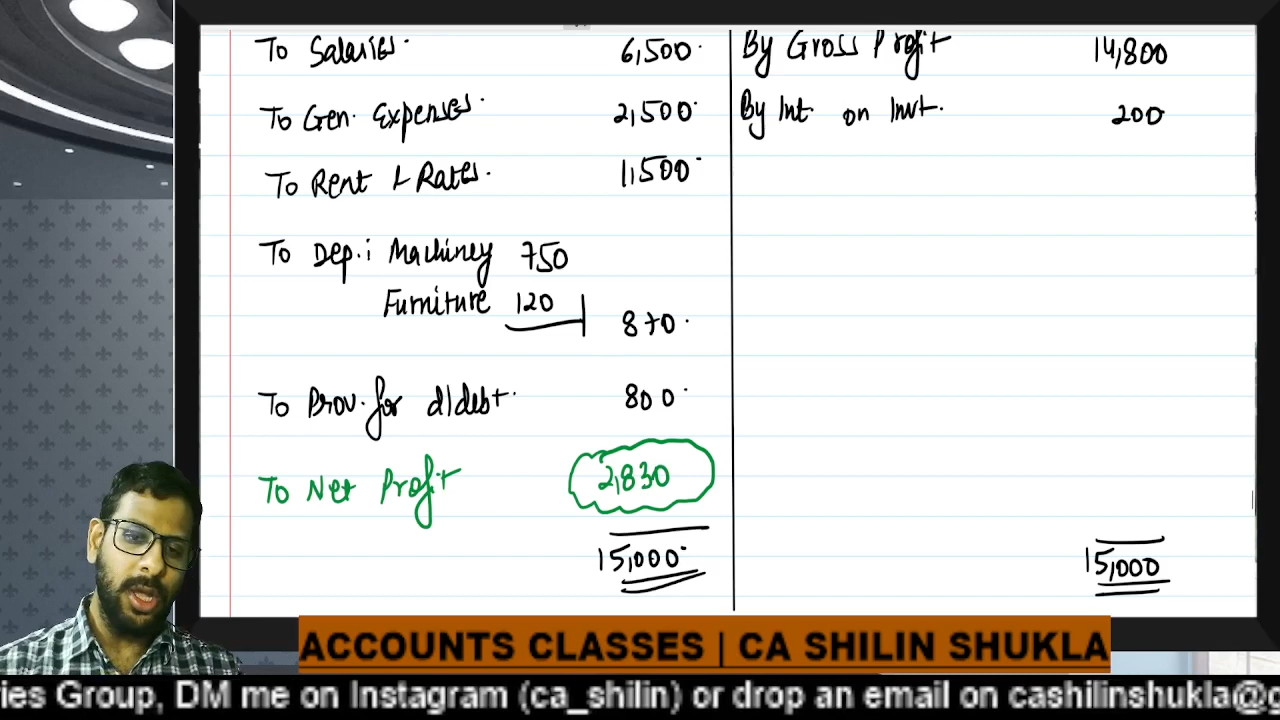 To Salaries. 6,500.
To Gen. Expenses. 2,500.
To Rent & Rates. 1,500.
To Dep.: Machinery 750
Furniture 120
870.
To Prov. for d/debt. 800.
To Net Profit 2,830
15,000
By Gross Profit 14,800
By Int. on Invt. 200
15,000
ACCOUNTS CLASSES | CA SHILIN SHUKLA
ries Group, DM me on Instagram (ca_shilin) or drop an email on cashilinshukla@g